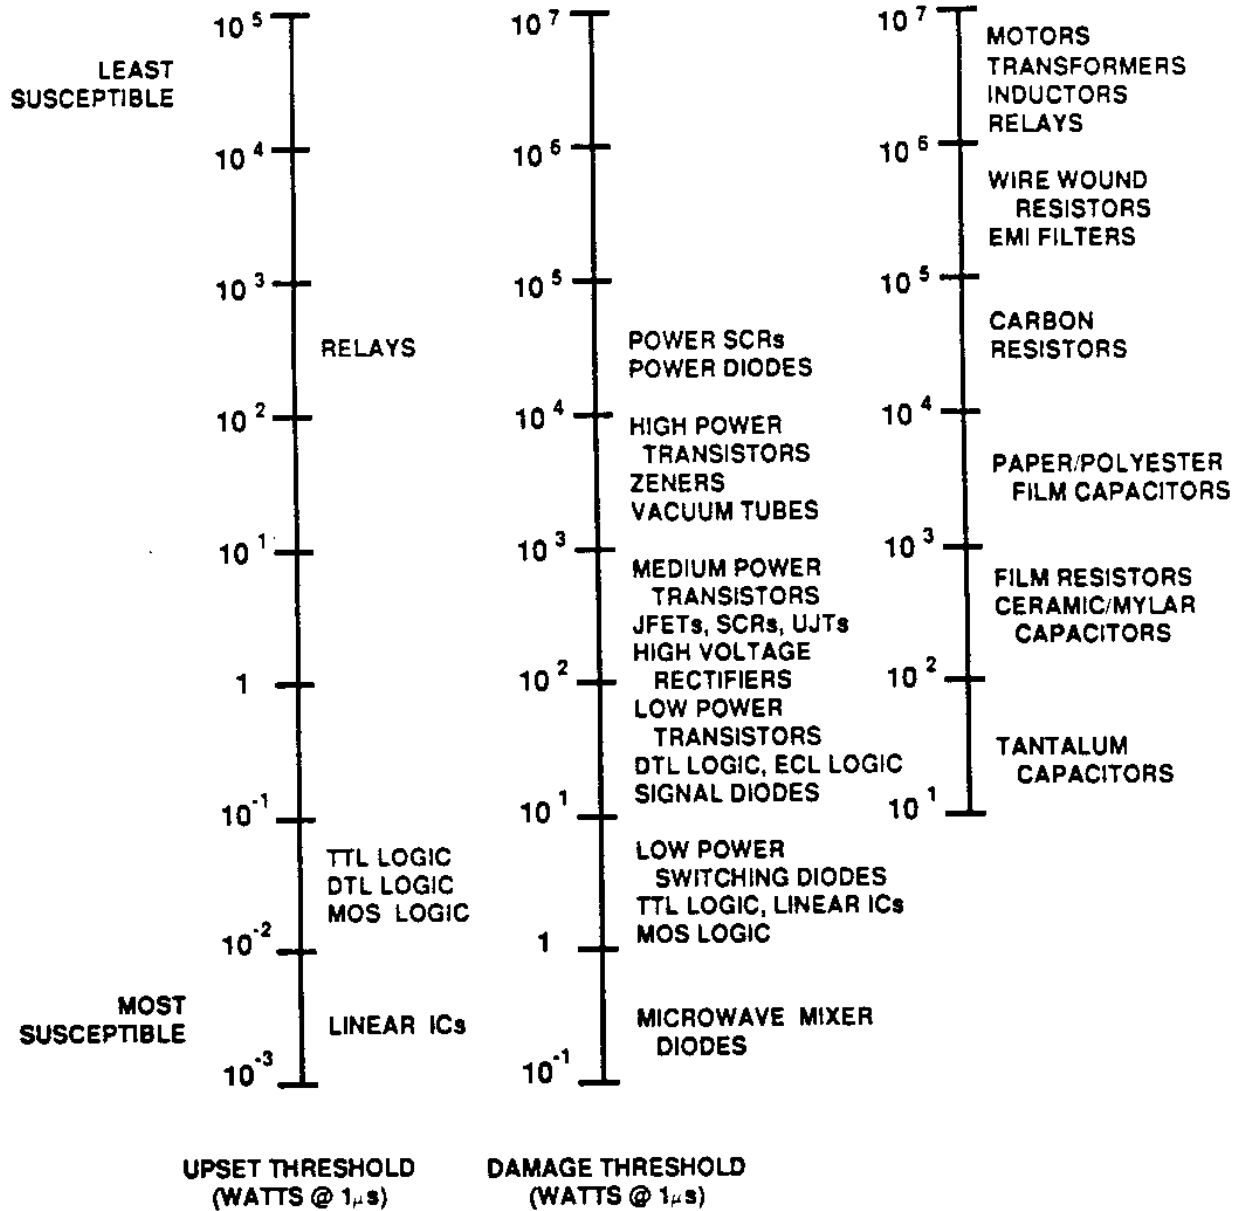 10^5
LEAST
SUSCEPTIBLE
10^4
10^3
RELAYS
10^2
10^1
1
10^-1
TTL LOGIC
DTL LOGIC
MOS LOGIC
10^-2
MOST
SUSCEPTIBLE
LINEAR ICs
10^-3
UPSET THRESHOLD
(WATTS @ 1μs)
10^7
10^6
10^5
POWER SCRs
POWER DIODES
10^4
HIGH POWER
TRANSISTORS
ZENERS
VACUUM TUBES
10^3
MEDIUM POWER
TRANSISTORS
JFETs, SCRs, UJTs
HIGH VOLTAGE
RECTIFIERS
10^2
LOW POWER
TRANSISTORS
DTL LOGIC, ECL LOGIC
SIGNAL DIODES
10^1
LOW POWER
SWITCHING DIODES
TTL LOGIC, LINEAR ICs
MOS LOGIC
1
MICROWAVE MIXER
DIODES
10^-1
DAMAGE THRESHOLD
(WATTS @ 1μs)
10^7
MOTORS
TRANSFORMERS
INDUCTORS
RELAYS
10^6
WIRE WOUND
RESISTORS
EMI FILTERS
10^5
CARBON
RESISTORS
10^4
PAPER/POLYESTER
FILM CAPACITORS
10^3
FILM RESISTORS
CERAMIC/MYLAR
CAPACITORS
10^2
TANTALUM
CAPACITORS
10^1